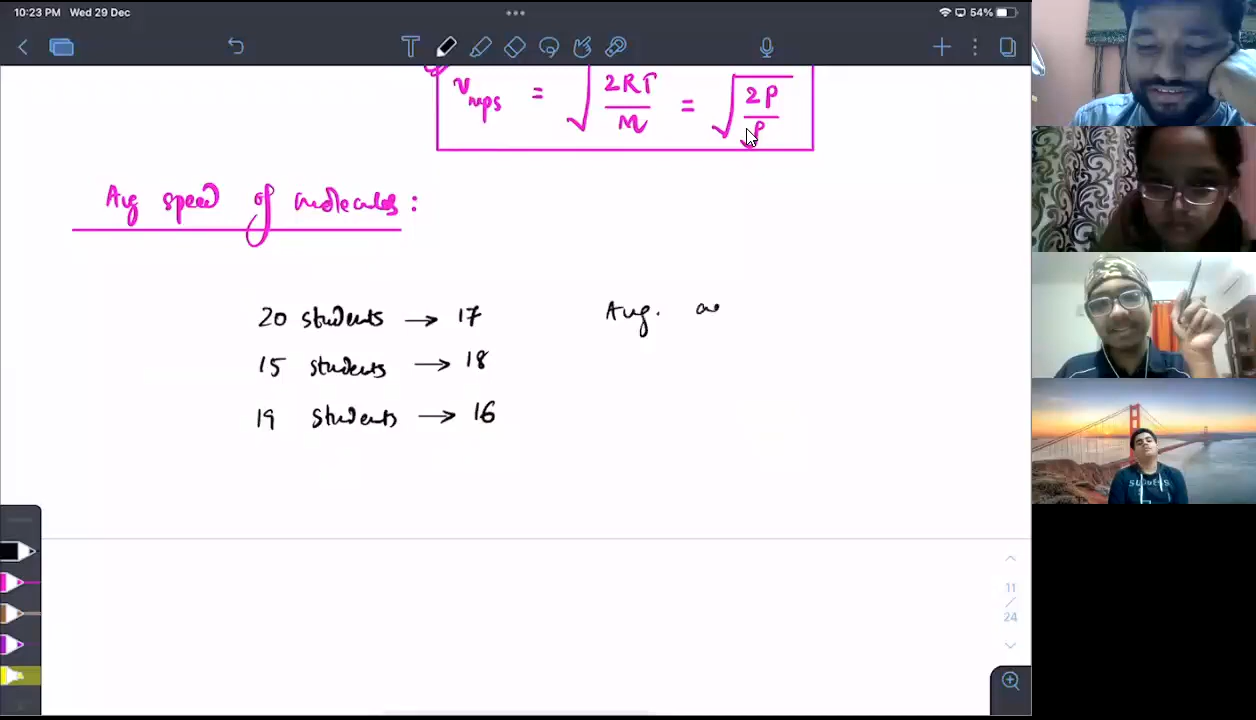 10:23 PM Wed 29 Dec
54%
T
v_mps = √(2RT/M) = √(2P/ρ)
Avg speed of molecules:
20 students → 17 Avg.
15 students → 18
19 students → 16
11
/
24